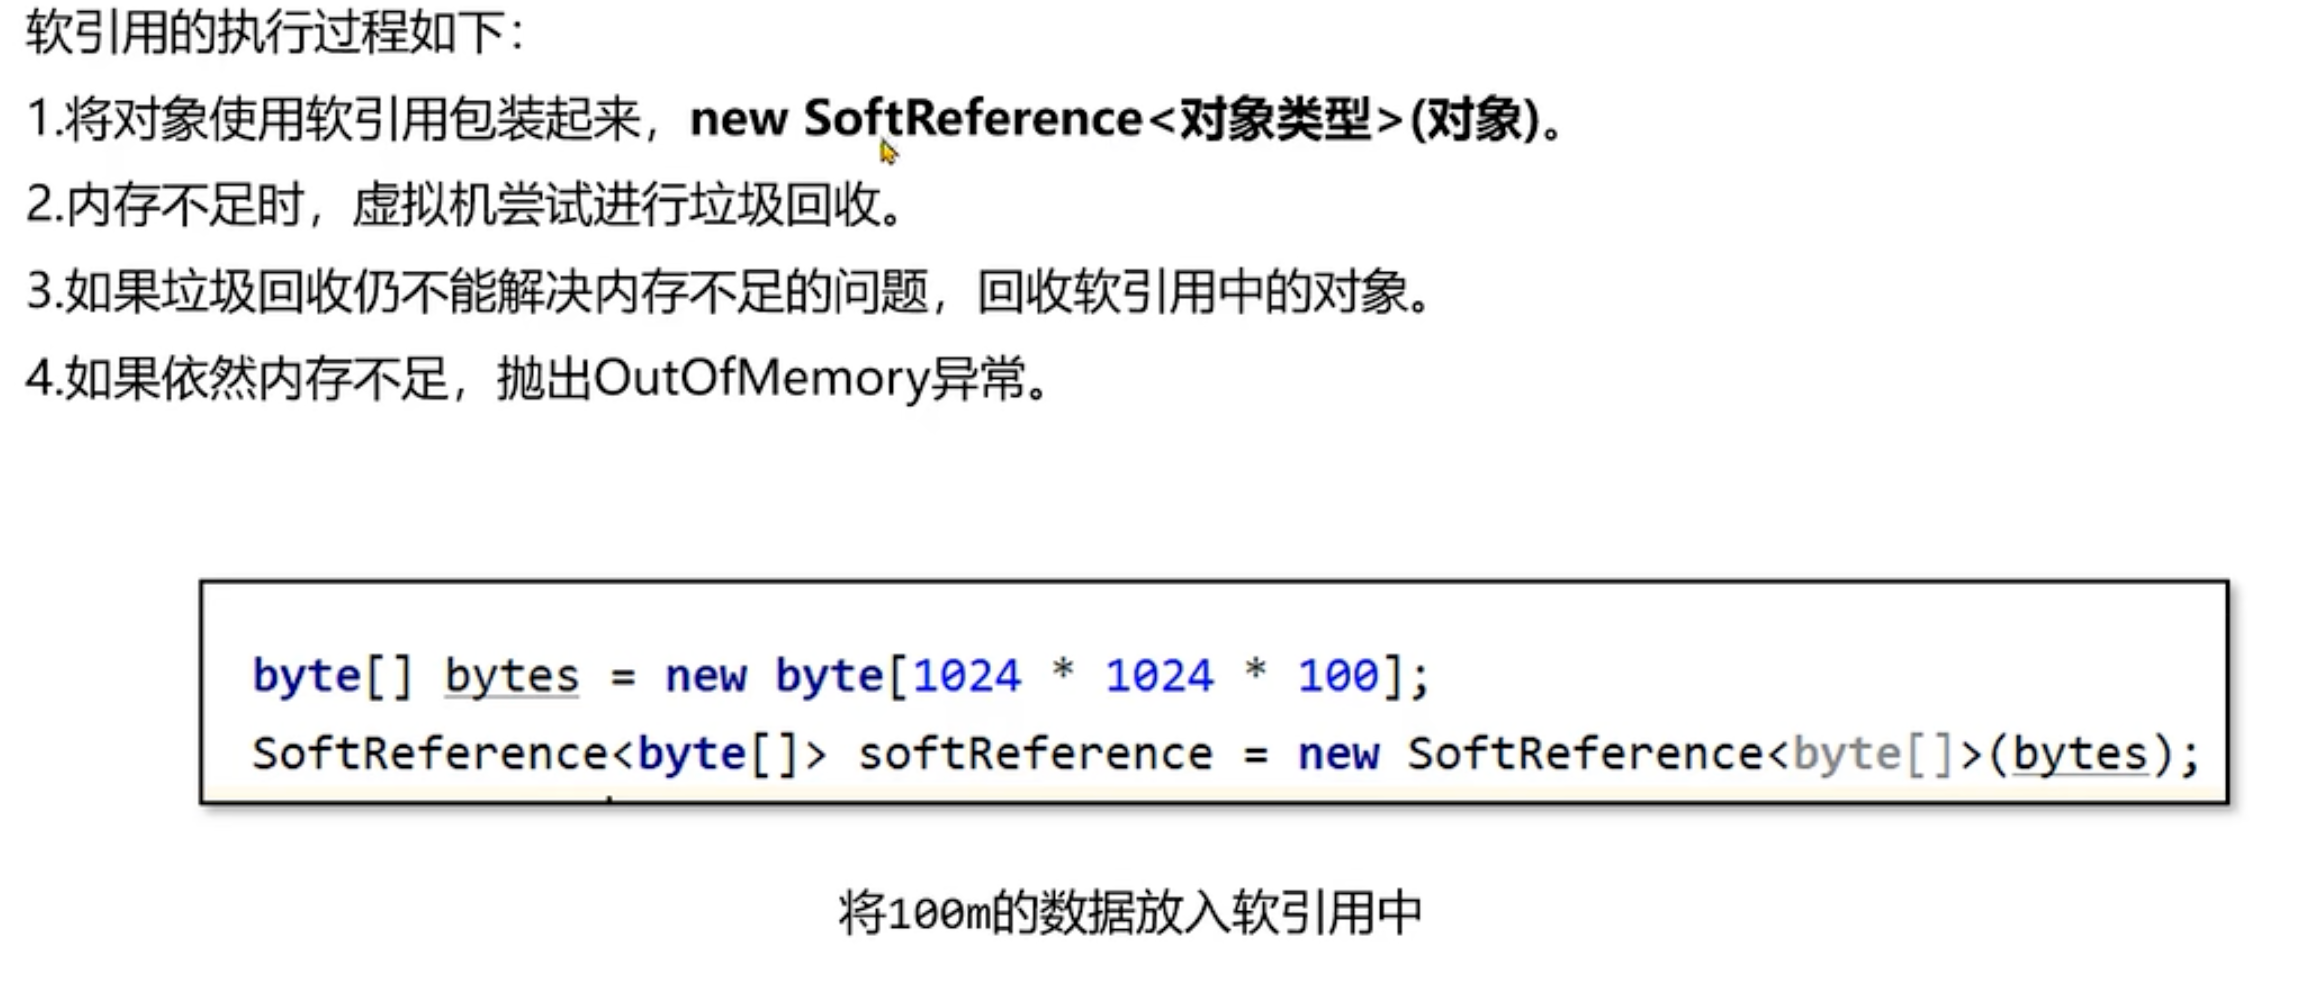 软引用的执行过程如下：
1.将对象使用软引用包装起来，new SoftReference<对象类型>(对象)。
2.内存不足时，虚拟机尝试进行垃圾回收。
3.如果垃圾回收仍不能解决内存不足的问题，回收软引用中的对象。
4.如果依然内存不足，抛出OutOfMemory异常。
byte[] bytes = new byte[1024 * 1024 * 100];
SoftReference<byte[]> softReference = new SoftReference<byte[]>(bytes);
将100m的数据放入软引用中